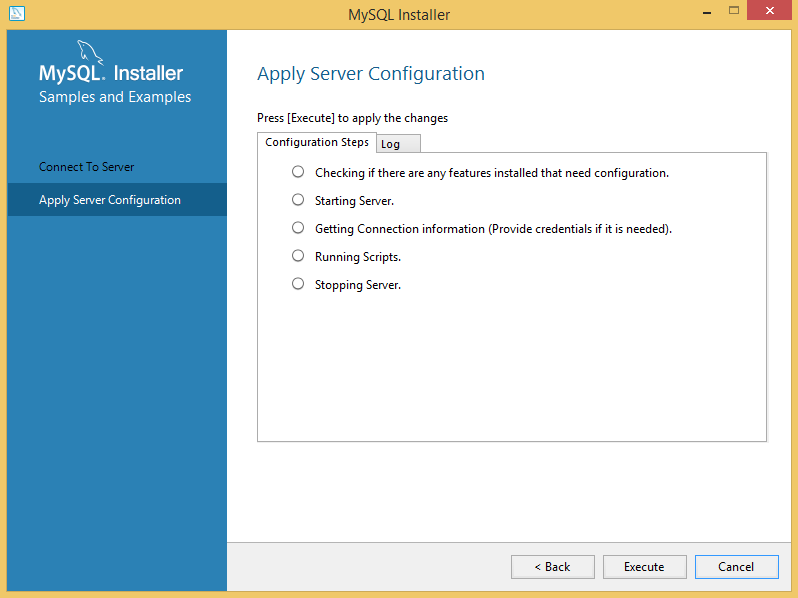 MySQL Installer
MySQL. Installer
Samples and Examples
Connect To Server
Apply Server Configuration
Apply Server Configuration
Press [Execute] to apply the changes
Configuration Steps Log
Checking if there are any features installed that need configuration.
Starting Server.
Getting Connection information (Provide credentials if it is needed).
Running Scripts.
Stopping Server.
< Back Execute Cancel